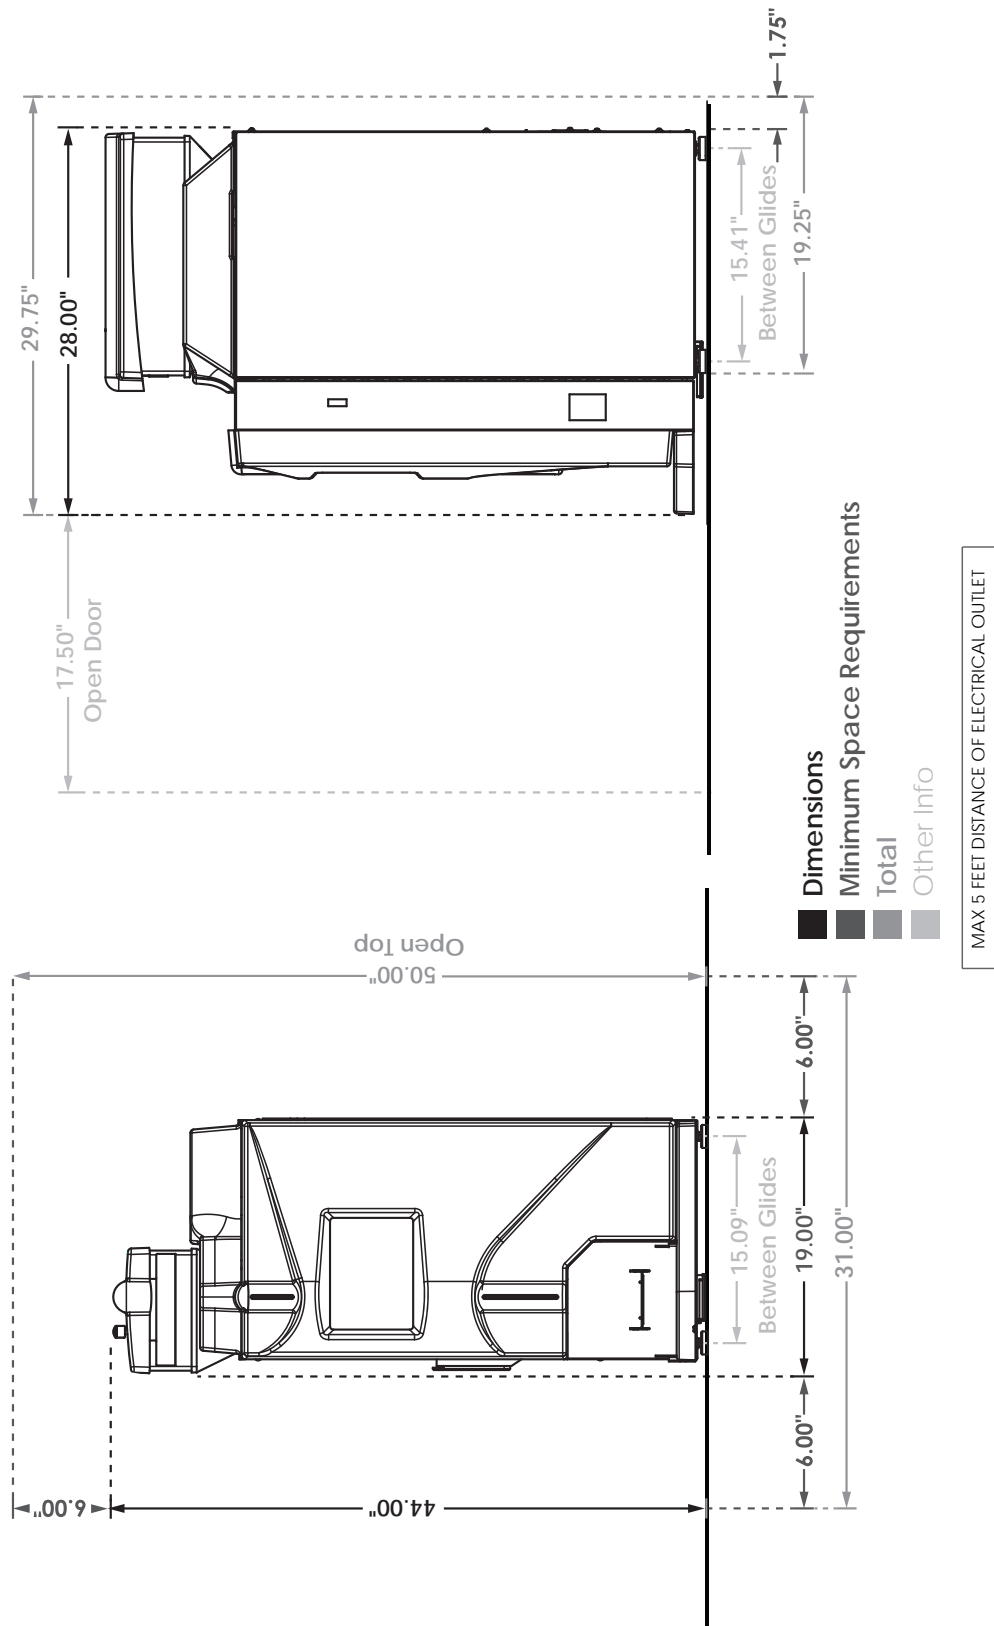 29.75"
28.00"
17.50"
Open Door
15.41"
Between Glides
19.25"
1.75"
6.00"
44.00"
50.00"
Open Top
15.09"
Between Glides
6.00"
19.00"
6.00"
31.00"
Dimensions
Minimum Space Requirements
Total
Other Info
MAX 5 FEET DISTANCE OF ELECTRICAL OUTLET